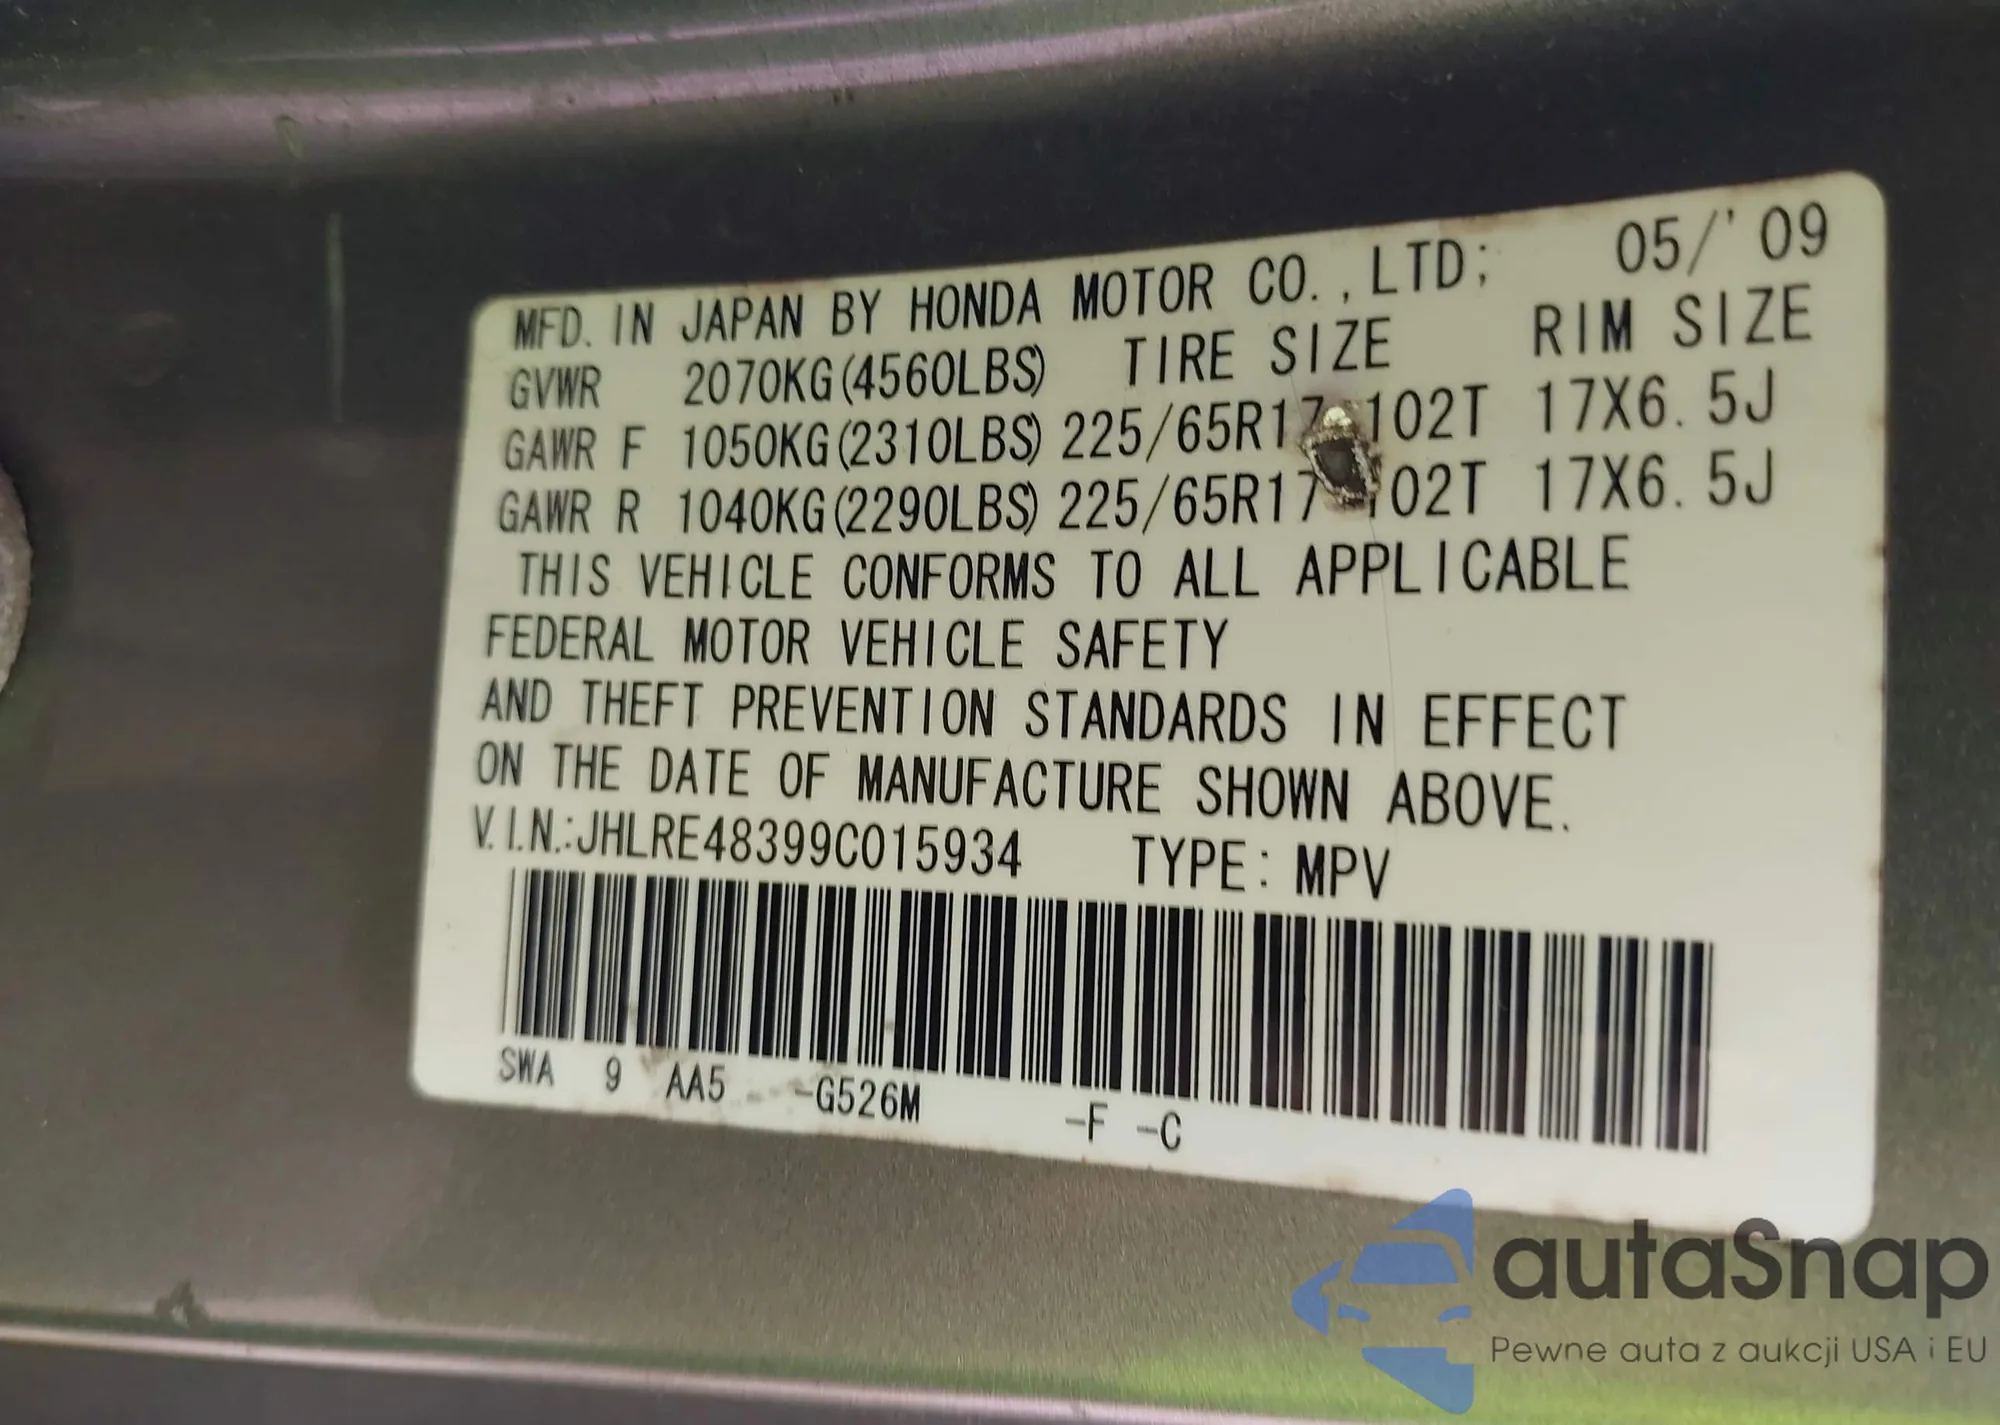 MFD. IN JAPAN BY HONDA MOTOR CO., LTD; 05/'09
GVWR 2070KG(4560LBS) TIRE SIZE RIM SIZE
GAWR F 1050KG(2310LBS) 225/65R17 102T 17X6.5J
GAWR R 1040KG(2290LBS) 225/65R17 102T 17X6.5J
THIS VEHICLE CONFORMS TO ALL APPLICABLE
FEDERAL MOTOR VEHICLE SAFETY
AND THEFT PREVENTION STANDARDS IN EFFECT
ON THE DATE OF MANUFACTURE SHOWN ABOVE.
V.I.N.:JHLRE48399C015934 TYPE: MPV
SWA 9 AA5 -G526M -F -C
autaSnap
Pewne auta z aukcji USA i EU